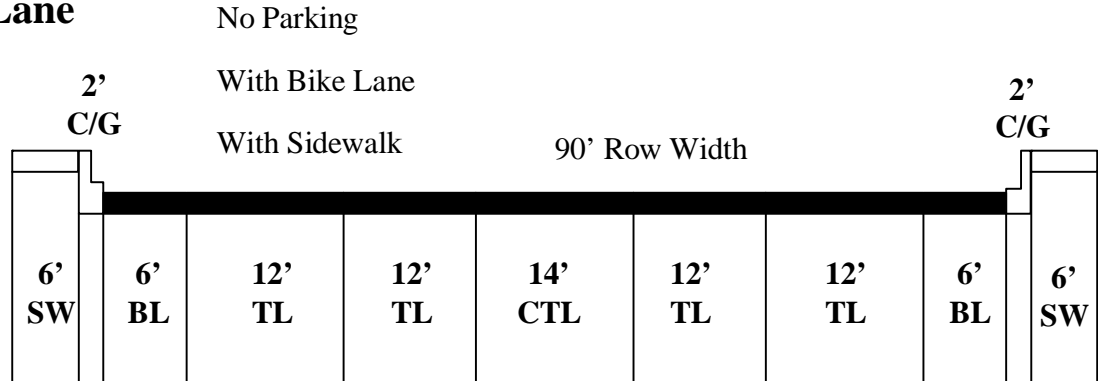 Lane
No Parking
With Bike Lane
With Sidewalk
90’ Row Width
2’
C/G
2’
C/G
6’
SW
6’
BL
12’
TL
12’
TL
14’
CTL
12’
TL
12’
TL
6’
BL
6’
SW